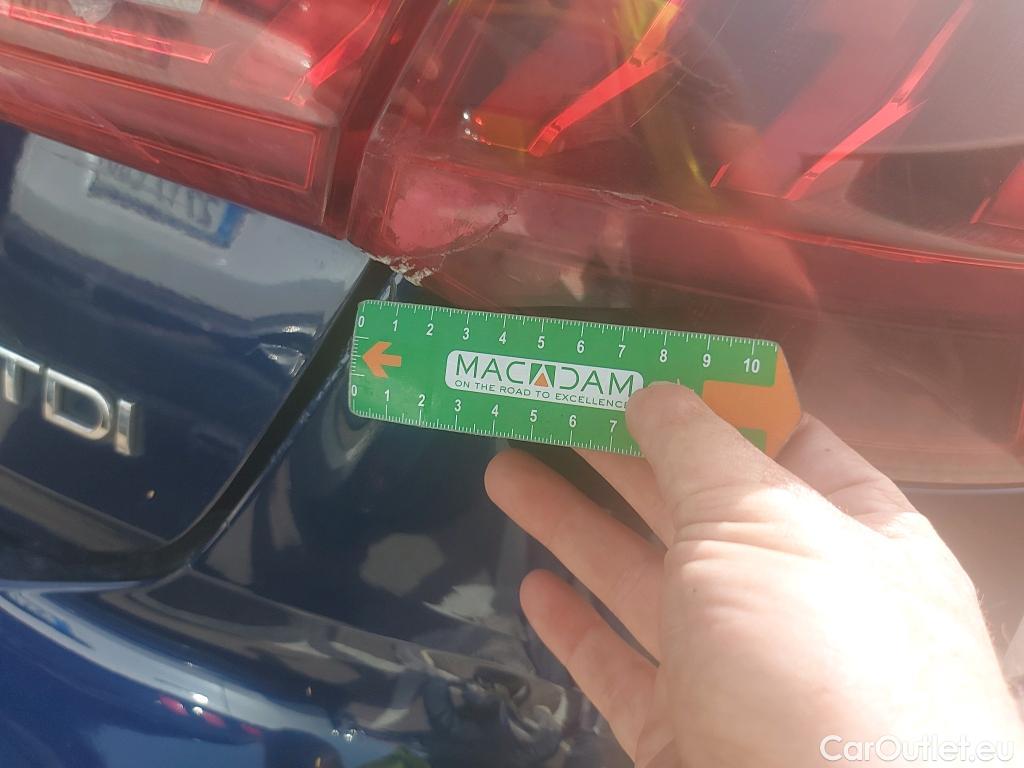 0 1 2 3 4 5 6 7 8 9 10
MACADAM
ON THE ROAD TO EXCELLENCE
0 1 2 3 4 5 6 7
TDI
CarOutlet.eu